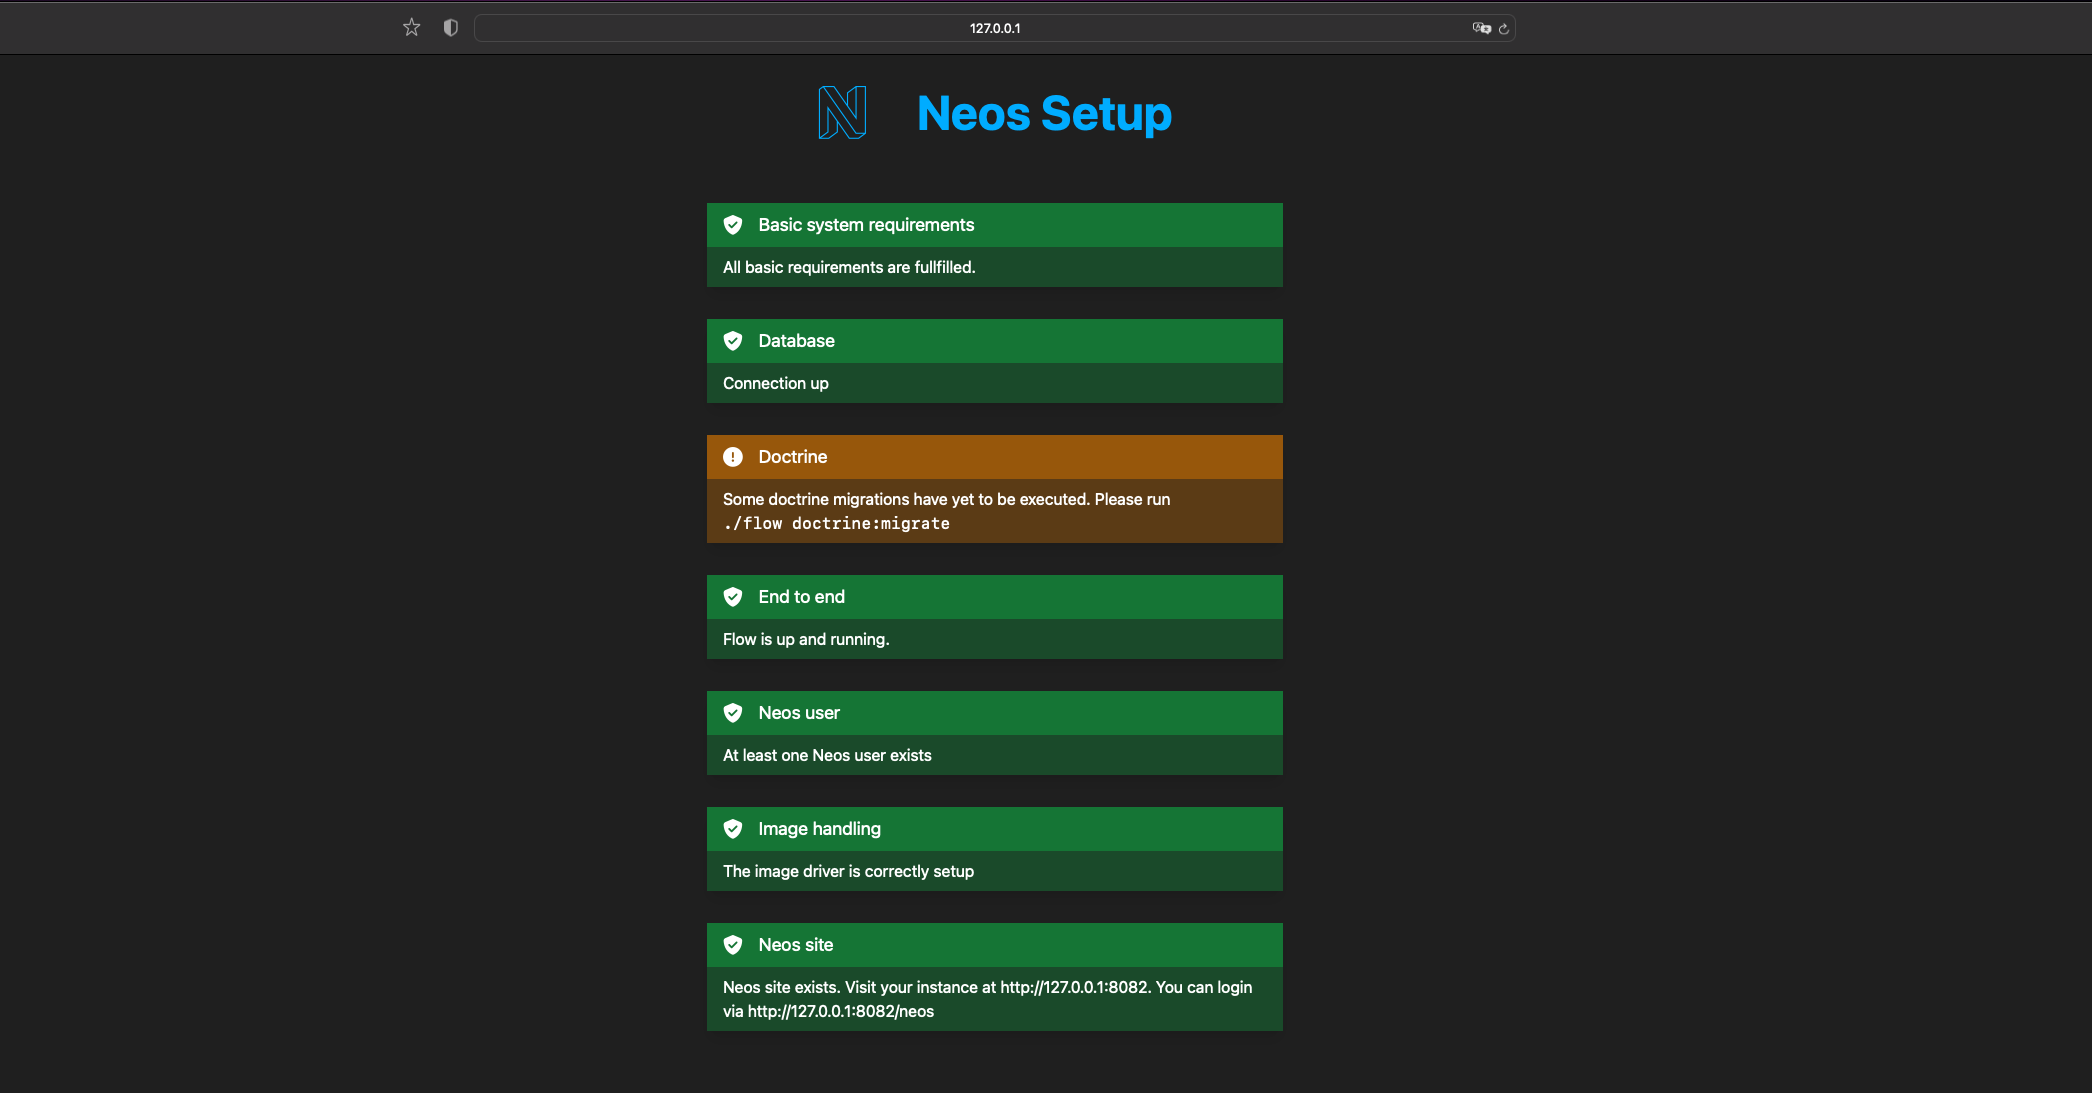 127.0.0.1
Neos Setup
Basic system requirements
All basic requirements are fullfilled.
Database
Connection up
Doctrine
Some doctrine migrations have yet to be executed. Please run
./flow doctrine:migrate
End to end
Flow is up and running.
Neos user
At least one Neos user exists
Image handling
The image driver is correctly setup
Neos site
Neos site exists. Visit your instance at http://127.0.0.1:8082. You can login
via http://127.0.0.1:8082/neos